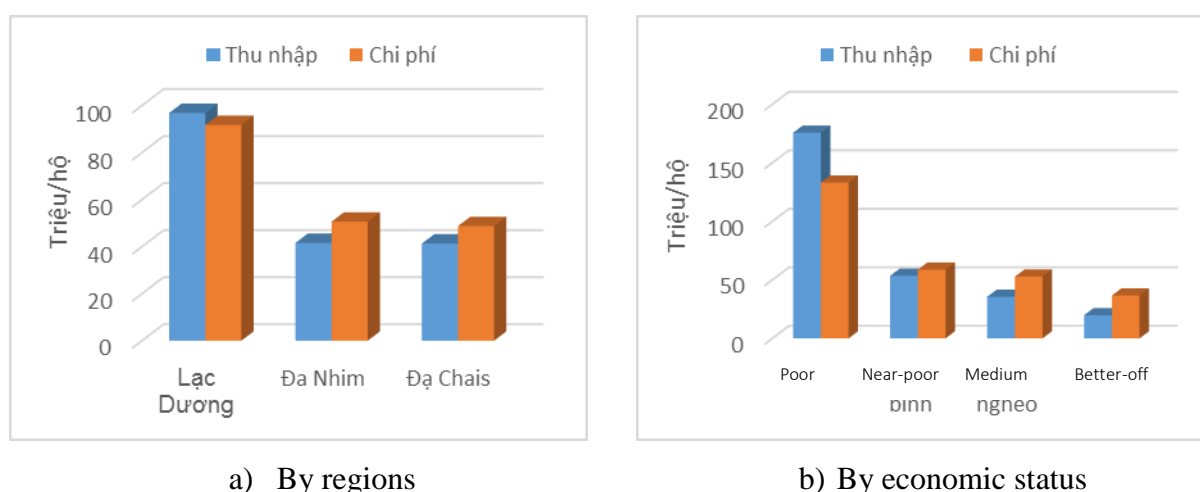 Thu nhập Chi phí
Triệu/hộ
100
80
60
40
20
0
Lạc Dương
Đa Nhim
Đạ Chais
a) By regions
Thu nhập Chi phí
Triệu/hộ
200
150
100
50
0
Poor Near-poor Medium Better-off
b) By economic status